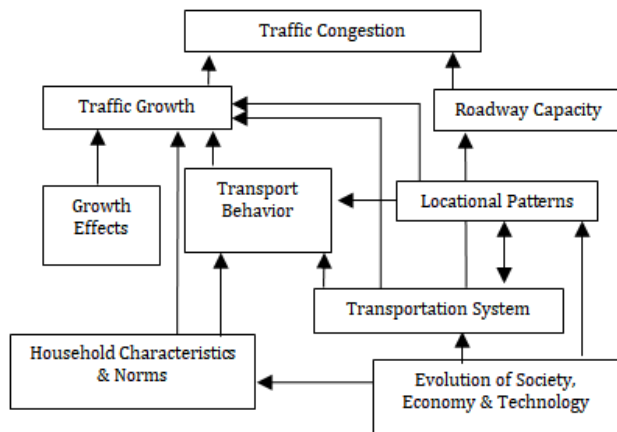 Traffic Congestion
Traffic Growth
Roadway Capacity
Growth
Effects
Transport
Behavior
Locational Patterns
Transportation System
Household Characteristics
& Norms
Evolution of Society,
Economy & Technology